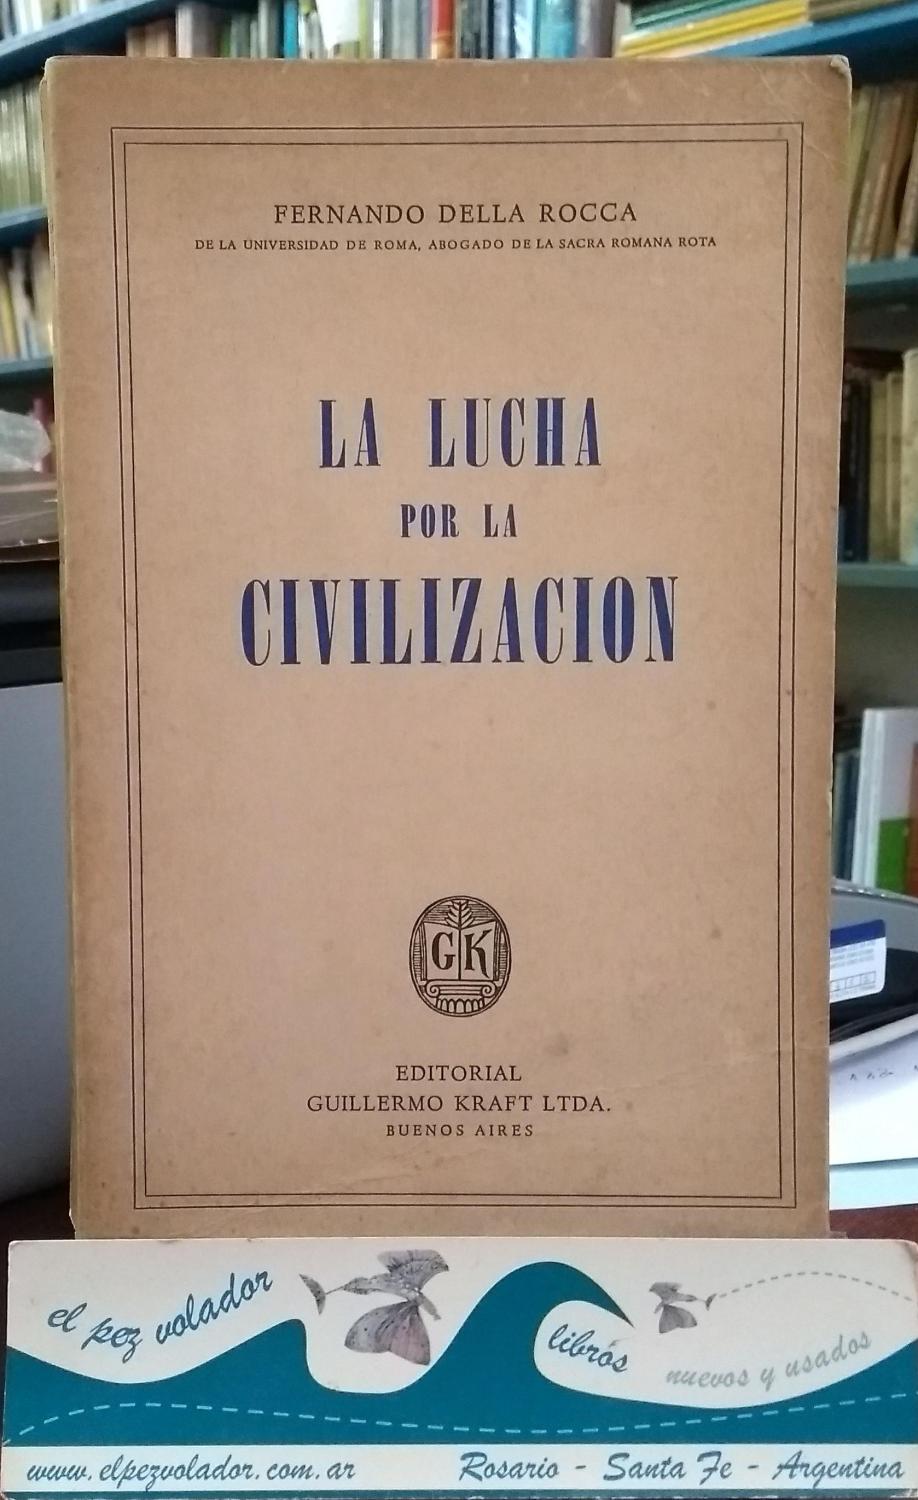 FERNANDO DELLA ROCCA
DE LA UNIVERSIDAD DE ROMA, ABOGADO DE LA SACRA ROMANA ROTA
LA LUCHA
POR LA
CIVILIZACION
G K
EDITORIAL
GUILLERMO KRAFT LTDA.
BUENOS AIRES
el pez volador
libros
nuevos y usados
www.elpezvolador.com.ar Rosario - Santa Fe - Argentina